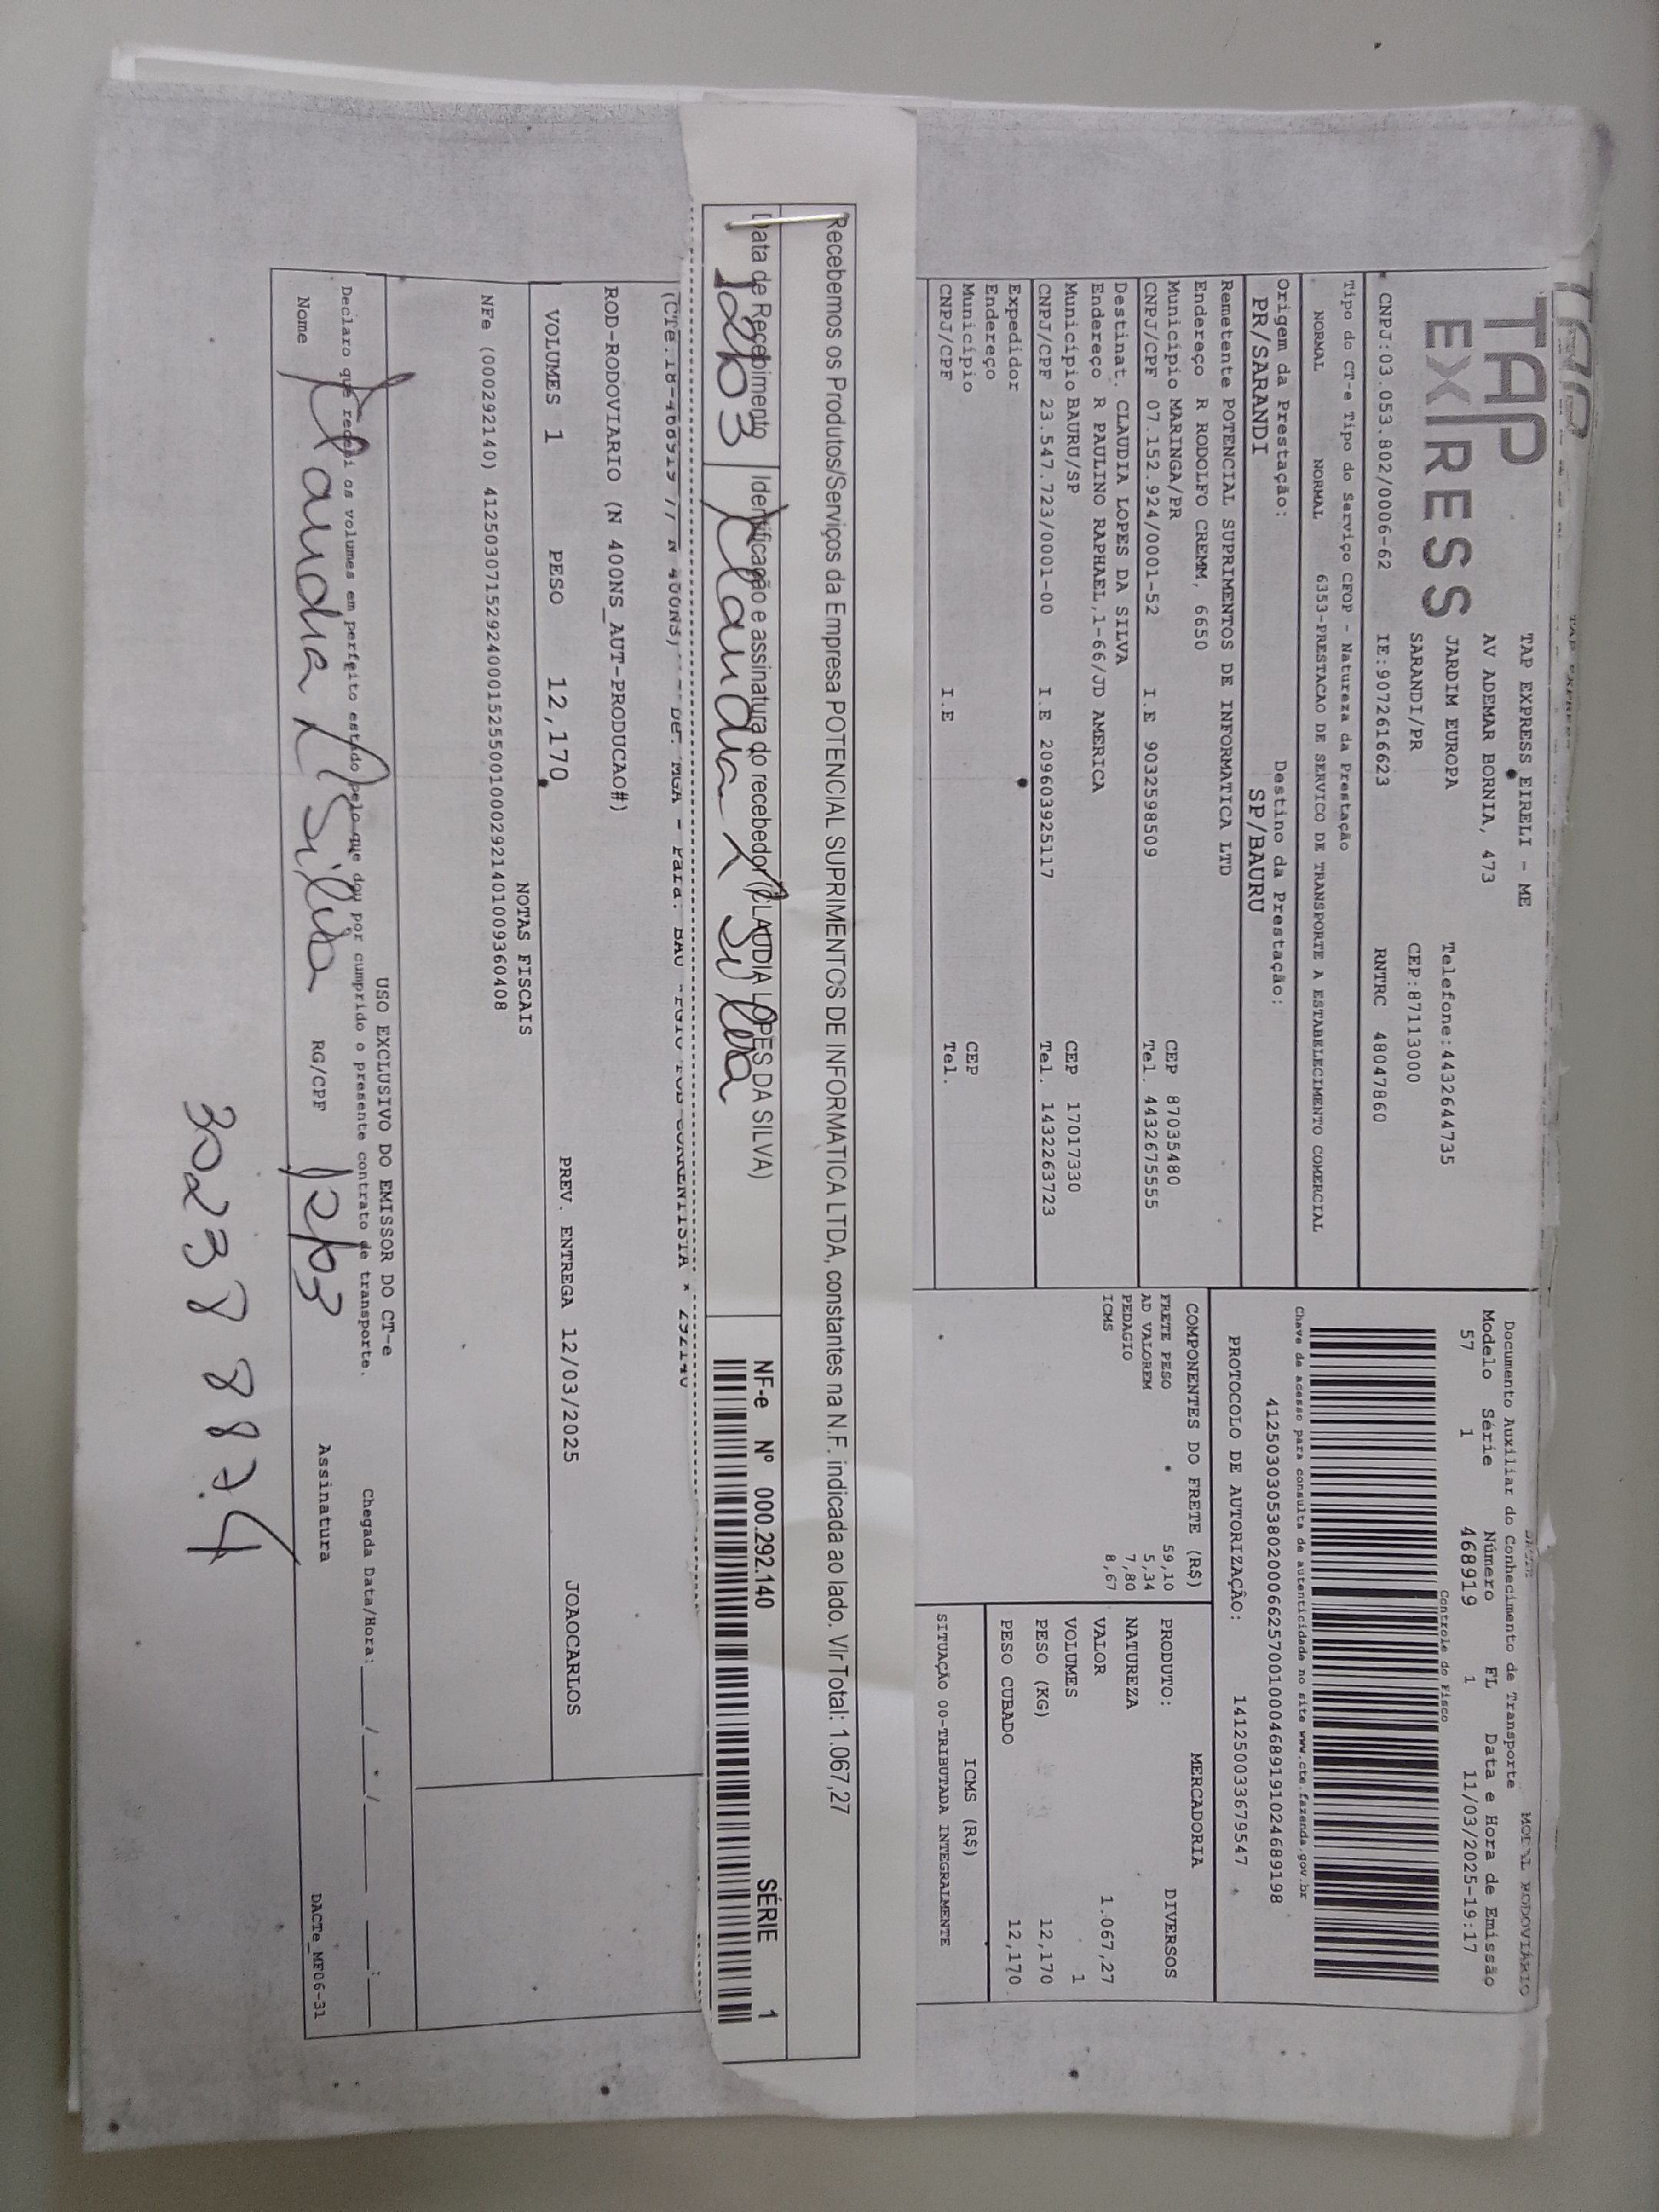 TAP
EXPRESS
TAP EXPRESS EIRELI - ME
AV ADEMAR BORNIA, 473
JARDIM EUROPA
Telefone:4432644735
SARANDI/PR
CEP:87113000
CNPJ:03.053.802/0006-62 IE:9072616623 RNTRC 48047860
MODAL RODOVIÁRIO
Documento Auxiliar do Conhecimento de Transporte
Modelo Série Número FL Data e Hora de Emissão
57 1 468919 1 11/03/2025-19:17
Controle do Fisco
Chave de acesso para consulta de autenticidade no site www.cte.fazenda.gov.br
41250303053802000662570010004689191024689198
PROTOCOLO DE AUTORIZAÇÃO: 141250033679547
Tipo do CT-e Tipo do Serviço CFOP - Natureza da Prestação
NORMAL NORMAL 6353-PRESTACAO DE SERVICO DE TRANSPORTE A ESTABELECIMENTO COMERCIAL
Origem da Prestação: Destino da Prestação:
PR/SARANDI SP/BAURU
Remetente POTENCIAL SUPRIMENTOS DE INFORMATICA LTD
Endereço R RODOLFO CREMM, 6650
Município MARINGA/PR CEP 87035480
CNPJ/CPF 07.152.924/0001-52 I.E 9032598509 Tel. 4432675555
Destinat. CLAUDIA LOPES DA SILVA
Endereço R PAULINO RAPHAEL,1-66/JD AMERICA
Município BAURU/SP CEP 17017330
CNPJ/CPF 23.547.723/0001-00 I.E 209603925117 Tel. 1432263723
Expedidor
Endereço
Município CEP
CNPJ/CPF I.E Tel.
COMPONENTES DO FRETE (R$)
FRETE PESO 59,10
AD VALOREM 5,34
PEDAGIO 7,80
ICMS 8,67
MERCADORIA
PRODUTO: DIVERSOS
NATUREZA
VALOR 1.067,27
VOLUMES 1
PESO (KG) 12,170
PESO CUBADO 12,170
ICMS (R$)
SITUAÇÃO 00-TRIBUTADA INTEGRALMENTE
Recebemos os Produtos/Serviços da Empresa POTENCIAL SUPRIMENTOS DE INFORMATICA LTDA, constantes na N.F. indicada ao lado. Vlr Total: 1.067,27
Data de Recebimento Identificação e assinatura do recebedor (CLAUDIA LOPES DA SILVA)
12/03 Claudia L Silva
NF-e Nº 000.292.140 SÉRIE 1
ROD-RODOVIARIO (N 400NS_AUT-PRODUCAO#)
VOLUMES 1 PESO 12,170 PREV. ENTREGA 12/03/2025 JOAOCARLOS
NOTAS FISCAIS
NFe (000292140) 41250307152924000152550010002921401009360408
USO EXCLUSIVO DO EMISSOR DO CT-e
Declaro que recebi os volumes em perfeito estado pelo que dou por cumprido o presente contrato de transporte.
Chegada Data/Hora: / / :
Nome Claudia L Silva RG/CPF 12/03 Assinatura
DACTe_MF06-31